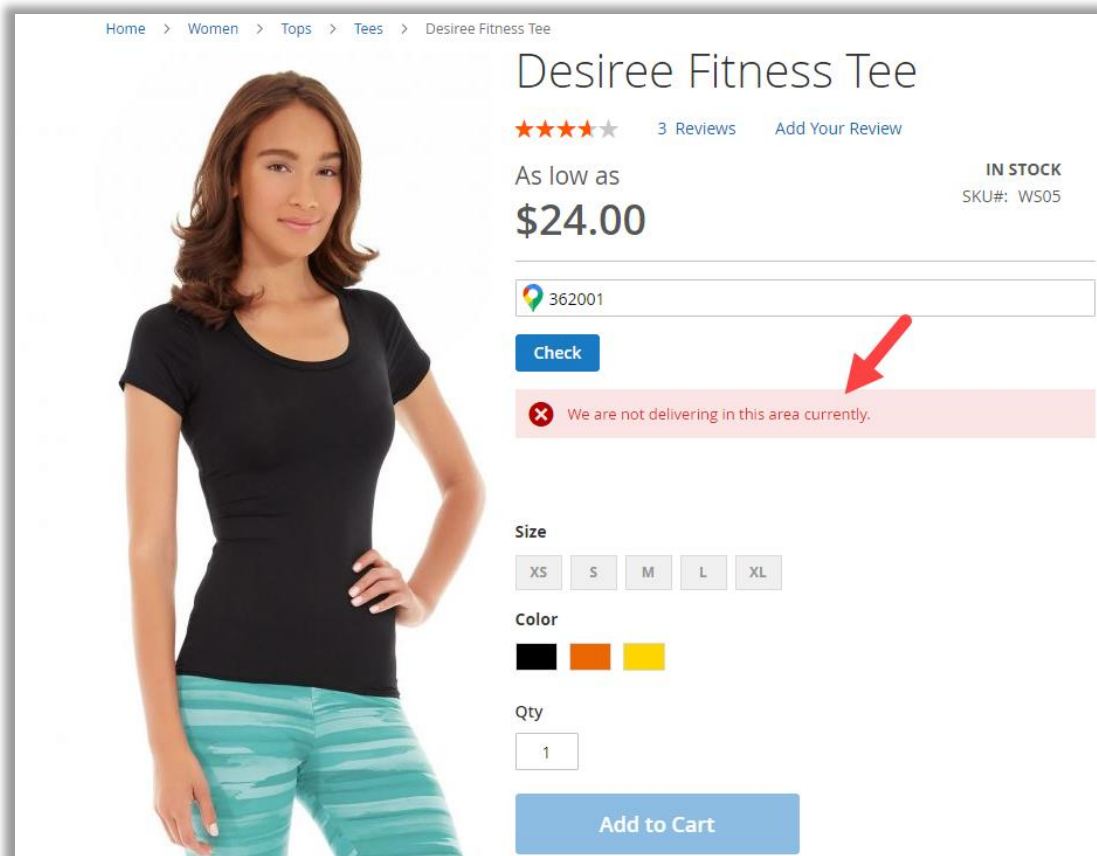 Home > Women > Tops > Tees > Desiree Fitness Tee
Desiree Fitness Tee
3 Reviews Add Your Review
As low as
$24.00
IN STOCK
SKU#: WS05
362001
Check
We are not delivering in this area currently.
Size
XS S M L XL
Color
Qty
1
Add to Cart